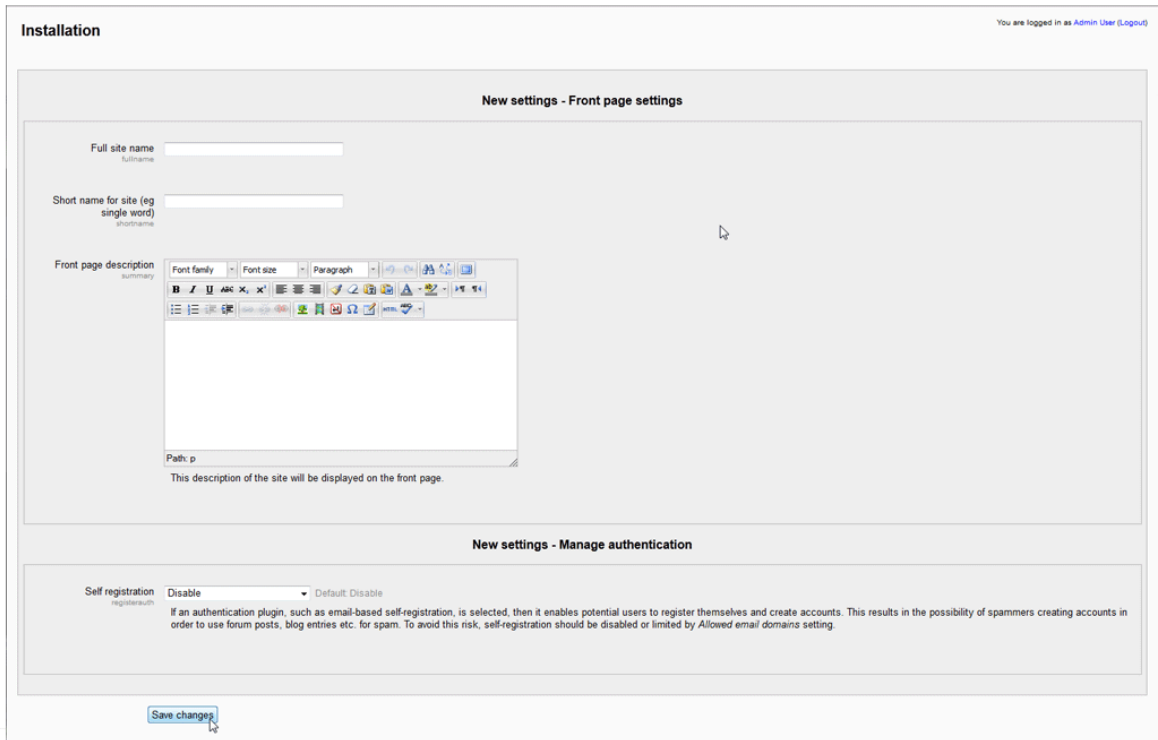 Installation
You are logged in as Admin User (Logout)
New settings - Front page settings
Full site name
fullname
Short name for site (eg
single word)
shortname
Front page description
summary
Font family Font size Paragraph
B I U ABC X, x²
HTML ABC
Path: p
This description of the site will be displayed on the front page.
New settings - Manage authentication
Self registration
registerauth
Disable Default: Disable
If an authentication plugin, such as email-based self-registration, is selected, then it enables potential users to register themselves and create accounts. This results in the possibility of spammers creating accounts in
order to use forum posts, blog entries etc. for spam. To avoid this risk, self-registration should be disabled or limited by Allowed email domains setting.
Save changes